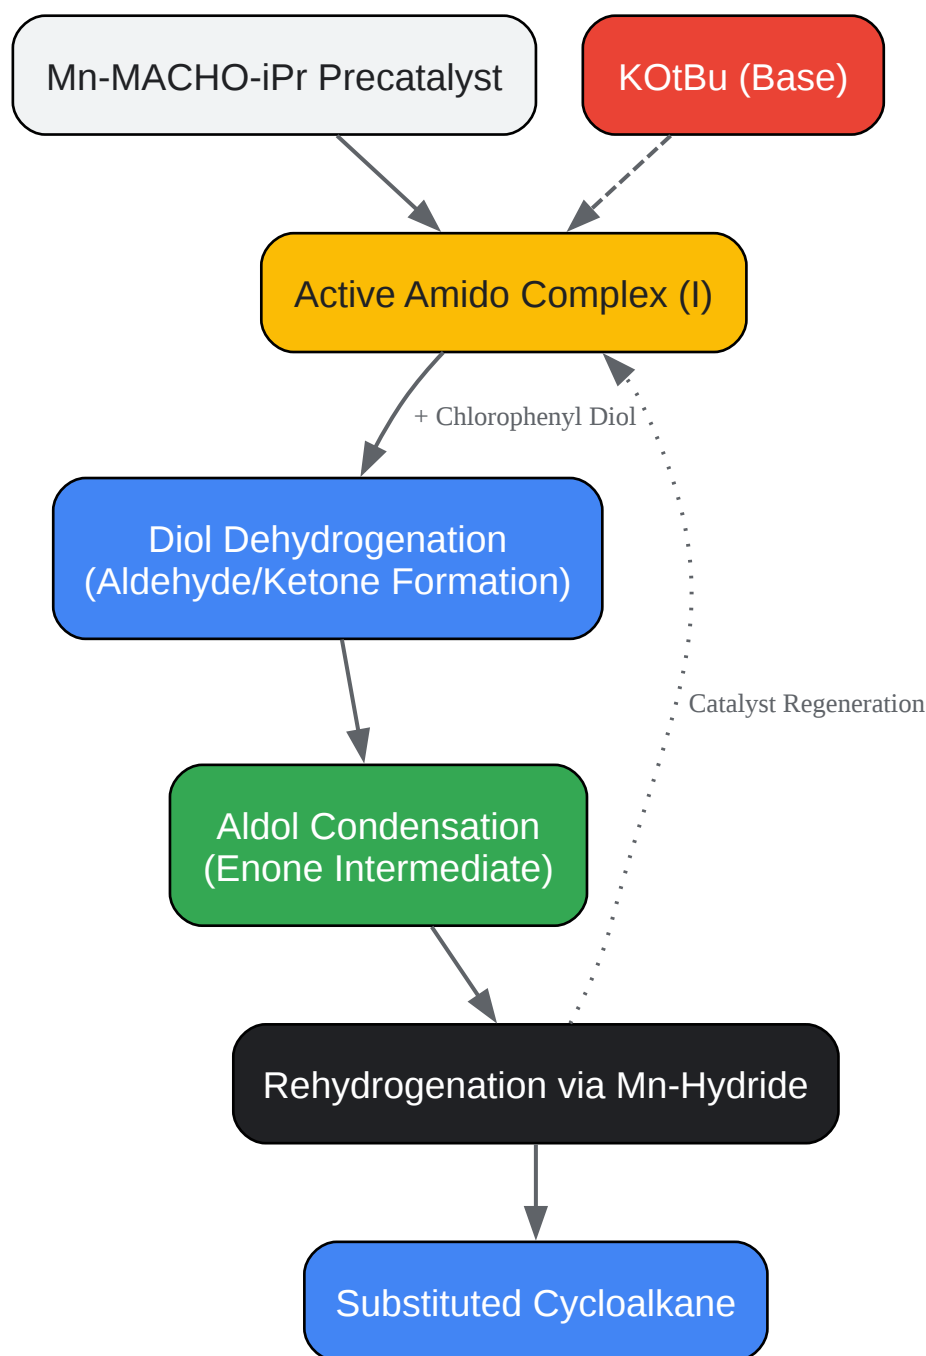 Mn-MACHO-iPr Precatalyst
KOtBu (Base)
Active Amido Complex (I)
+ Chlorophenyl Diol
Diol Dehydrogenation
(Aldehyde/Ketone Formation)
Catalyst Regeneration
Aldol Condensation
(Enone Intermediate)
Rehydrogenation via Mn-Hydride
Substituted Cycloalkane